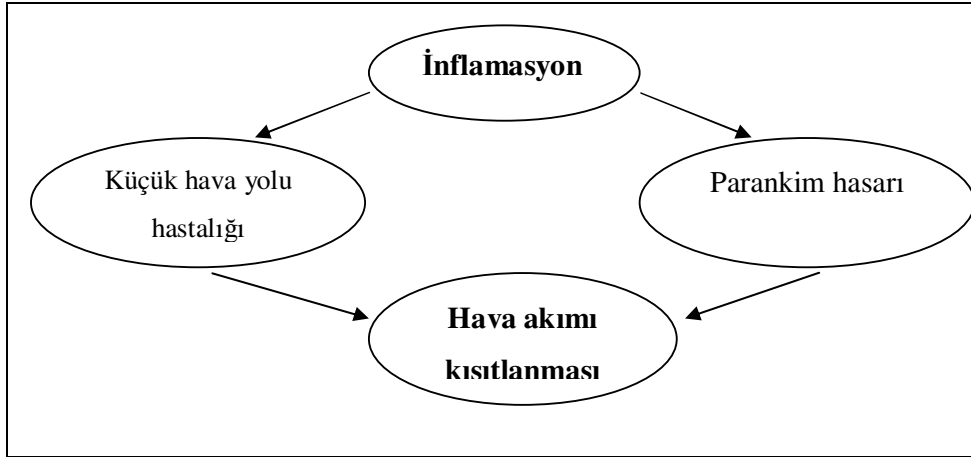 İnflamasyon
Küçük hava yolu
hastalığı
Parankim hasarı
Hava akımı
kısıtlanması